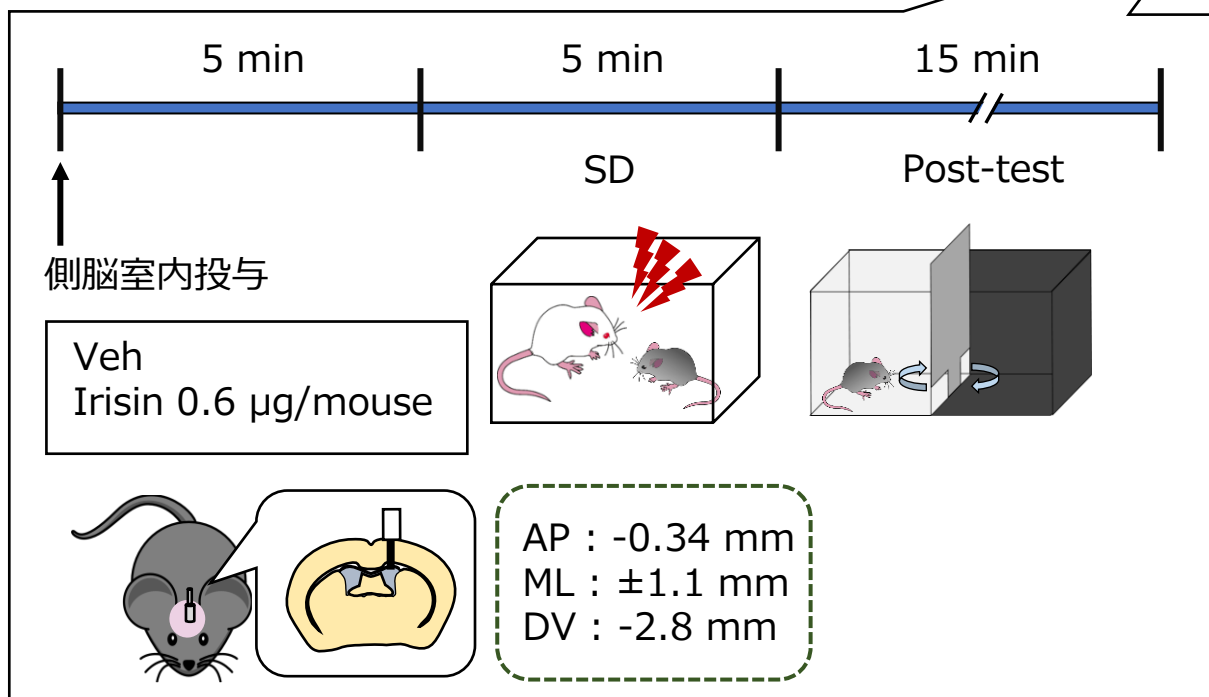 5 min
5 min
15 min
SD
Post-test
側脳室内投与
Veh
Irisin 0.6 µg/mouse
AP : -0.34 mm
ML : ±1.1 mm
DV : -2.8 mm